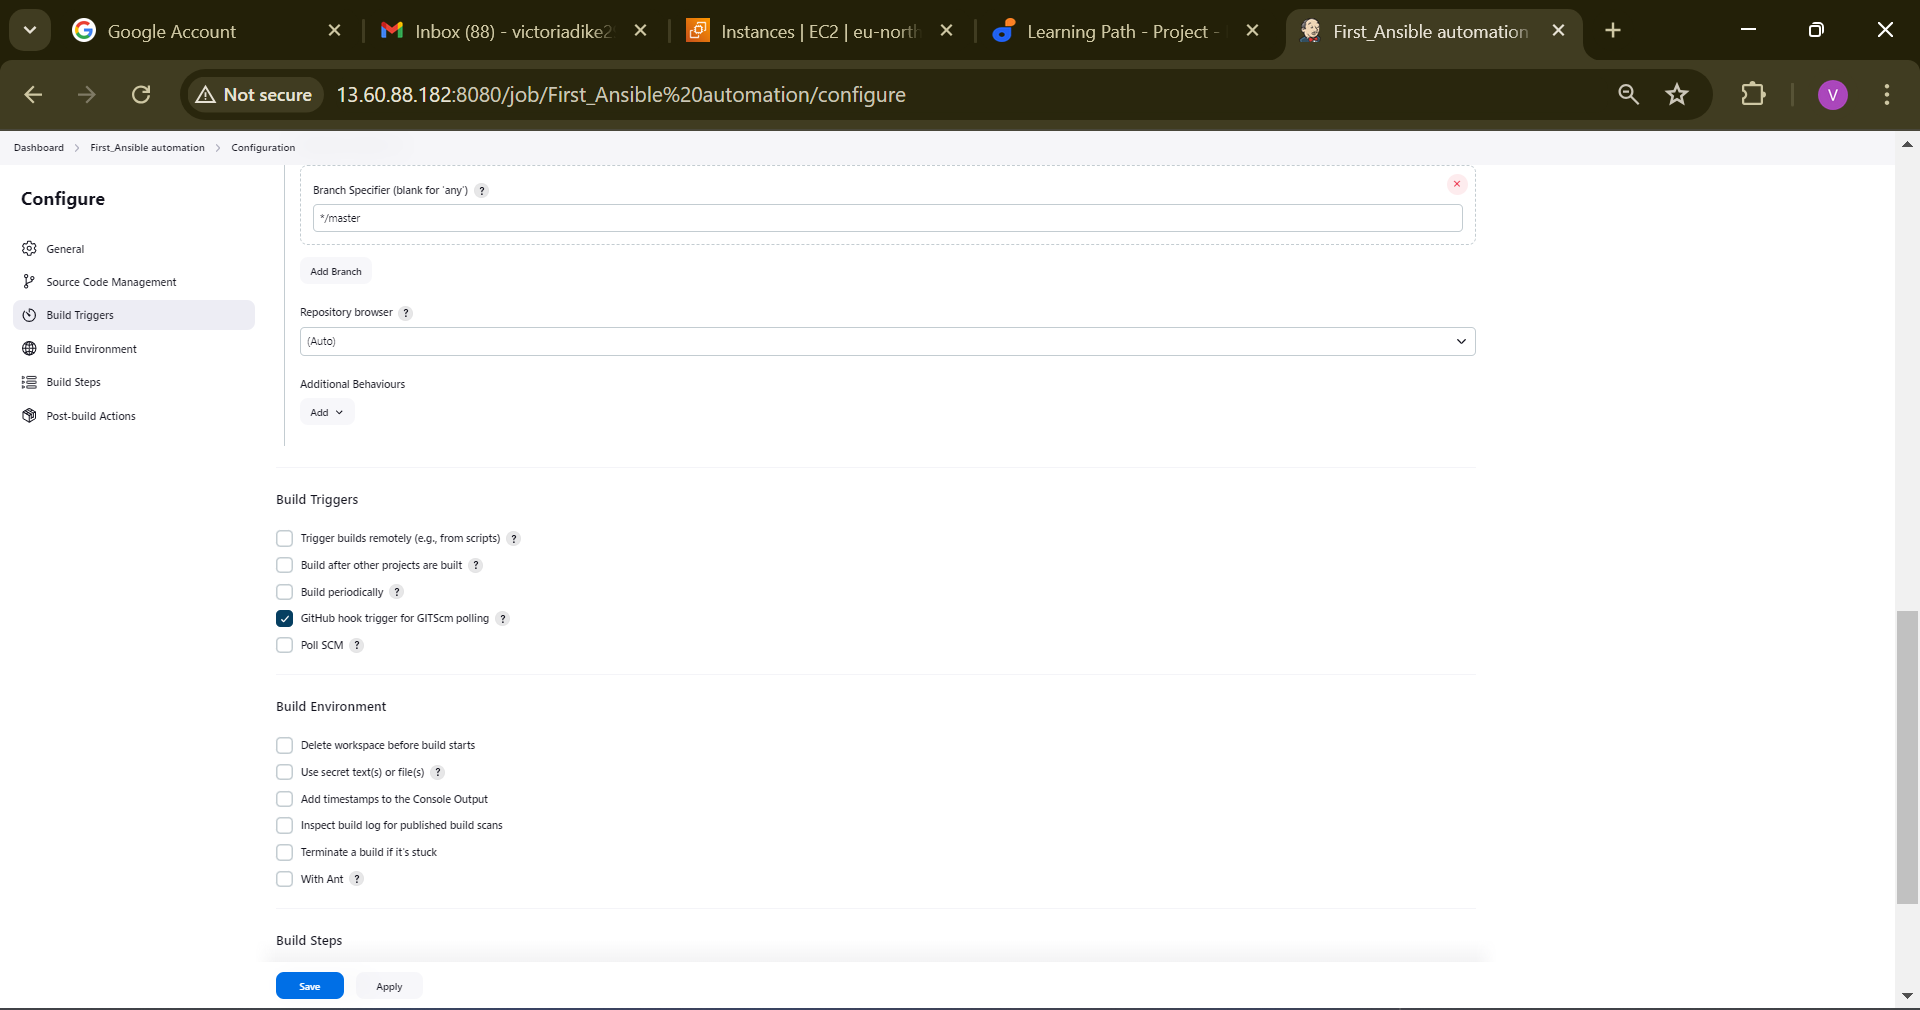 Google Account
Inbox (88) - victoriadike2
Instances | EC2 | eu-north
Learning Path - Project -
First_Ansible automation
Not secure
13.60.88.182:8080/job/First_Ansible%20automation/configure
V
Dashboard > First_Ansible automation > Configuration
Configure
General
Source Code Management
Build Triggers
Build Environment
Build Steps
Post-build Actions
Branch Specifier (blank for 'any') ?
*/master
Add Branch
Repository browser ?
(Auto)
Additional Behaviours
Add
Build Triggers
Trigger builds remotely (e.g., from scripts) ?
Build after other projects are built ?
Build periodically ?
GitHub hook trigger for GITScm polling ?
Poll SCM ?
Build Environment
Delete workspace before build starts
Use secret text(s) or file(s) ?
Add timestamps to the Console Output
Inspect build log for published build scans
Terminate a build if it's stuck
With Ant ?
Build Steps
Save
Apply